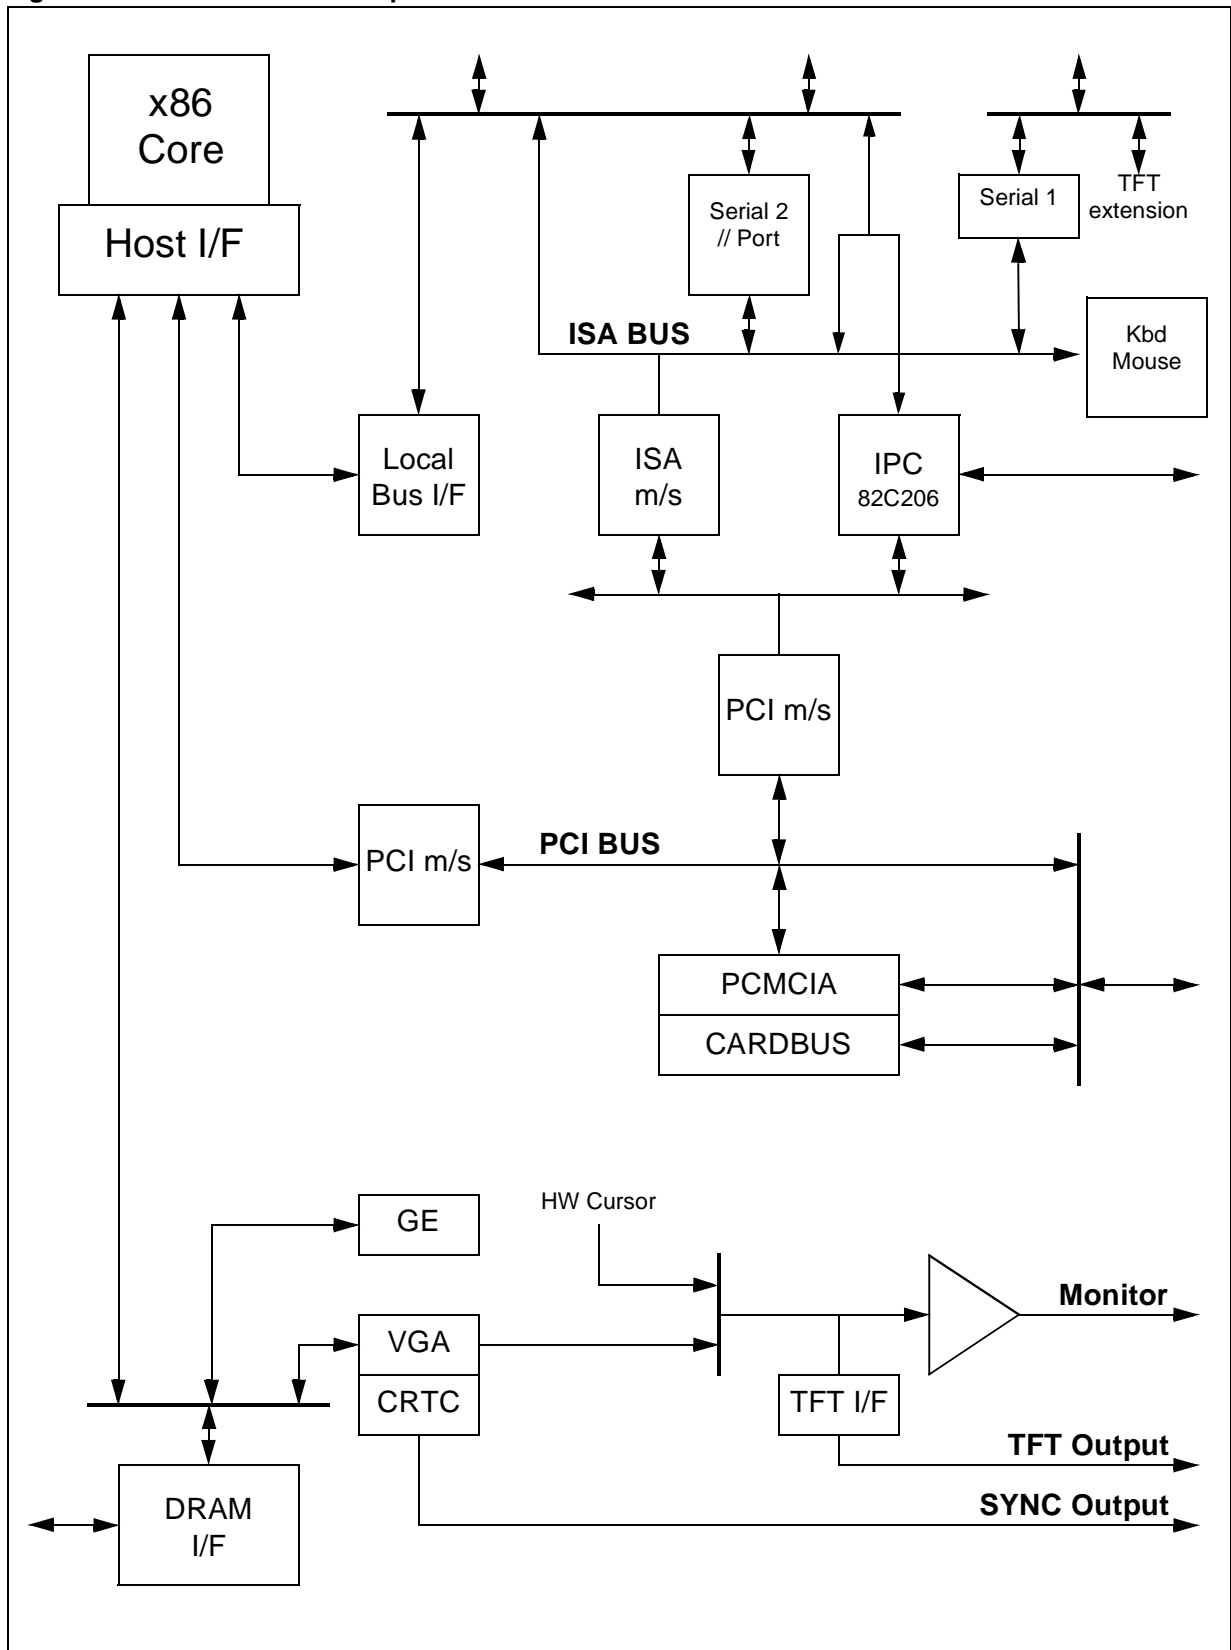 x86
Core
Host I/F
Serial 2
// Port
Serial 1
TFT
extension
ISA BUS
Kbd
Mouse
Local
Bus I/F
ISA
m/s
IPC
82C206
PCI m/s
PCI m/s
PCI BUS
PCMCIA
CARDBUS
GE
HW Cursor
Monitor
VGA
CRTC
TFT I/F
TFT Output
SYNC Output
DRAM
I/F